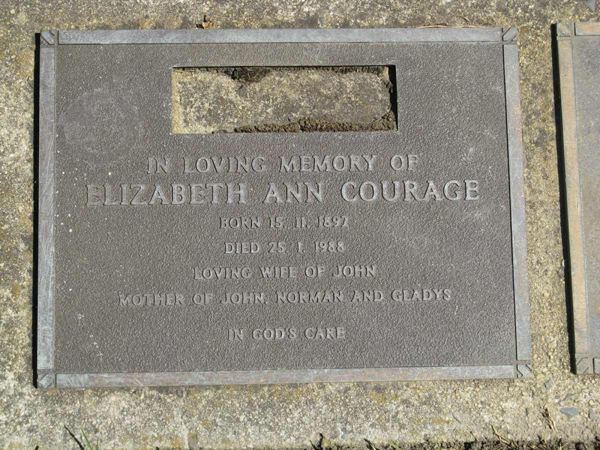 IN LOVING MEMORY OF
ELIZABETH ANN COURAGE
BORN 15. 11. 1892
DIED 25. 1. 1988
LOVING WIFE OF JOHN
MOTHER OF JOHN, NORMAN AND GLADYS
IN GOD'S CARE